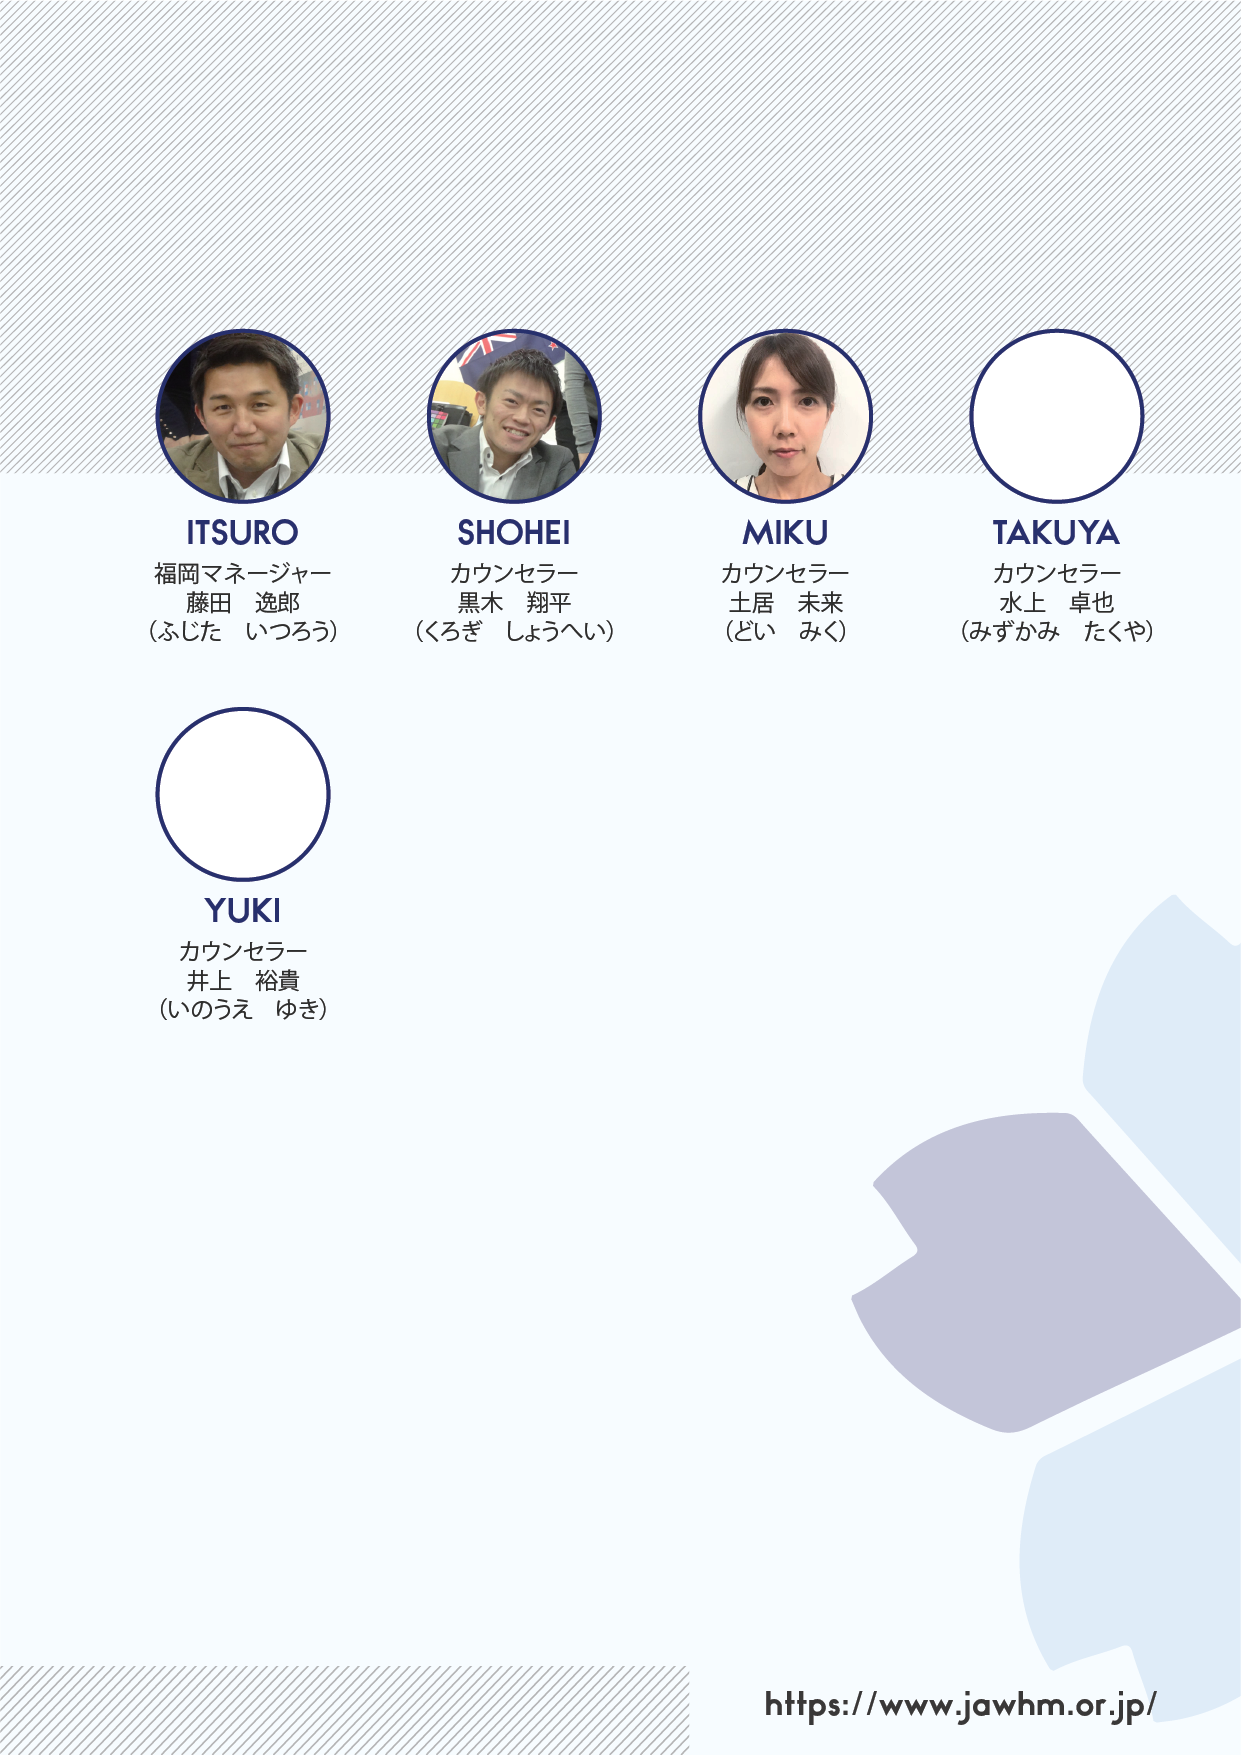 ITSURO
福岡マネージャー
藤田　逸郎
（ふじた　いつろう）
SHOHEI
カウンセラー
黒木　翔平
（くろぎ　しょうへい）
MIKU
カウンセラー
土居　未来
（どい　みく）
TAKUYA
カウンセラー
水上　卓也
（みずかみ　たくや）
YUKI
カウンセラー
井上　裕貴
（いのうえ　ゆき）
https://www.jawhm.or.jp/